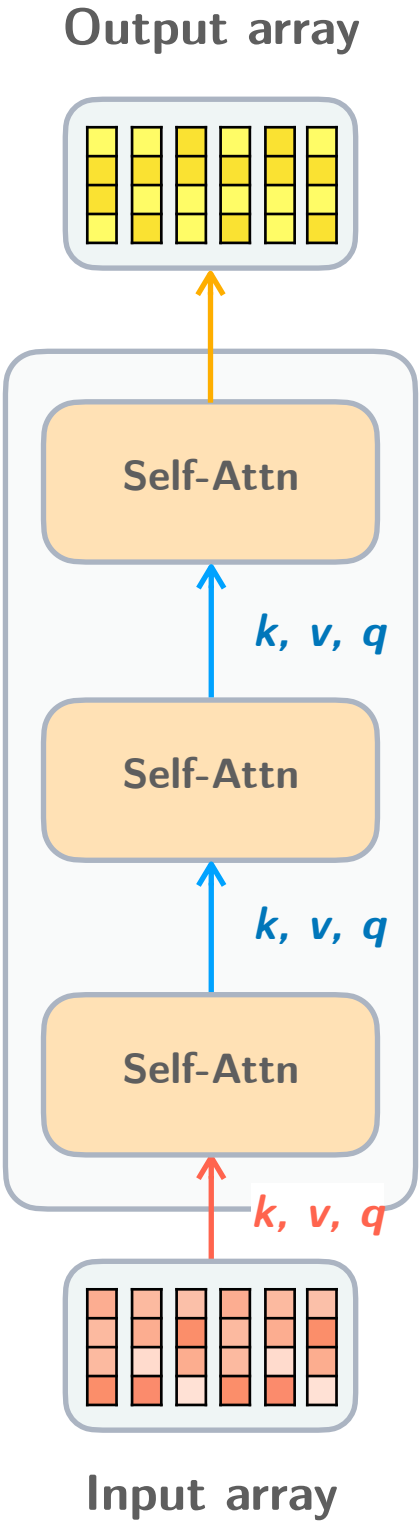 Output array
Self-Attn
k, v, q
Self-Attn
k, v, q
Self-Attn
k, v, q
Input array